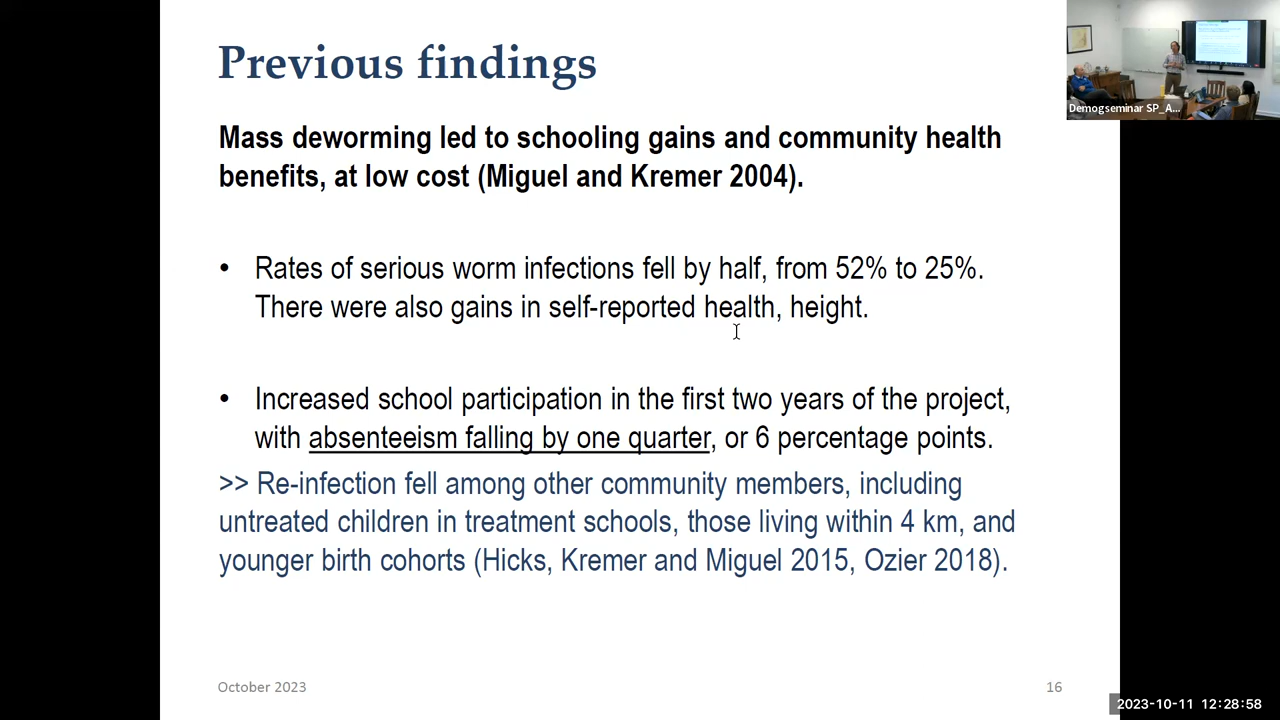 Previous findings
Mass deworming led to schooling gains and community health
benefits, at low cost (Miguel and Kremer 2004).
• Rates of serious worm infections fell by half, from 52% to 25%.
There were also gains in self-reported health, height.
• Increased school participation in the first two years of the project,
with absenteeism falling by one quarter, or 6 percentage points.
>> Re-infection fell among other community members, including
untreated children in treatment schools, those living within 4 km, and
younger birth cohorts (Hicks, Kremer and Miguel 2015, Ozier 2018).
October 2023
16
Demogseminar SP_A...
2023-10-11 12:28:58